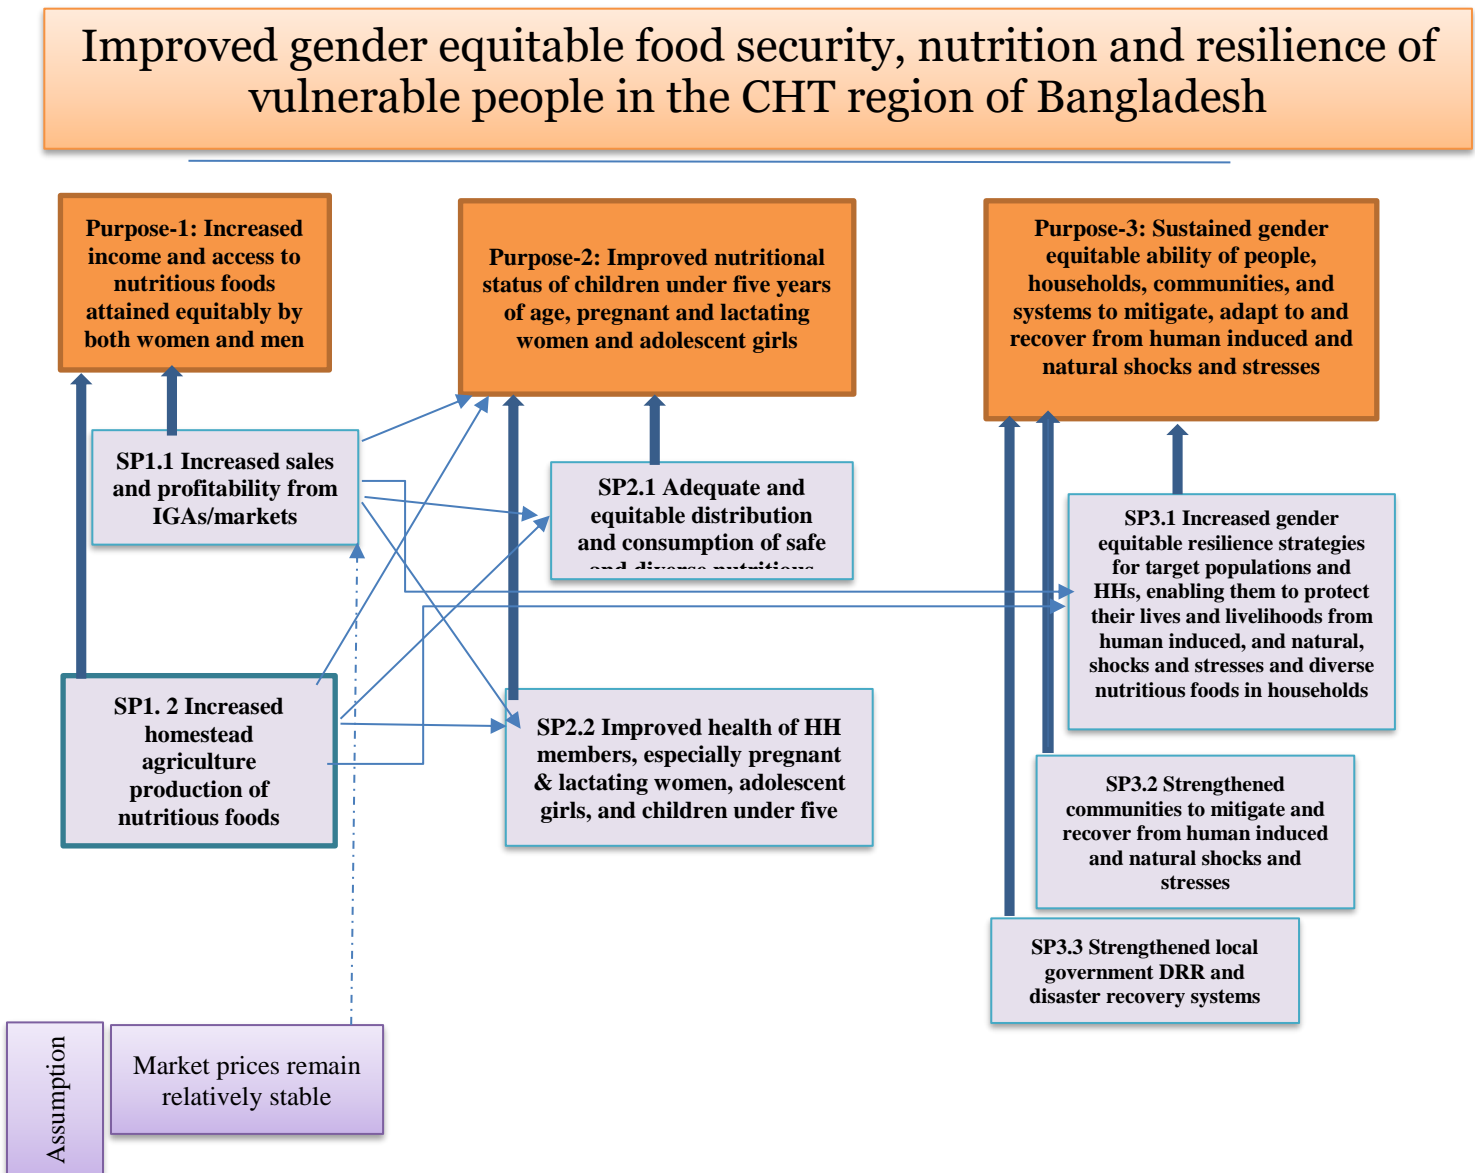 Improved gender equitable food security, nutrition and resilience of
vulnerable people in the CHT region of Bangladesh
Purpose-1: Increased
income and access to
nutritious foods
attained equitably by
both women and men
Purpose-2: Improved nutritional
status of children under five years
of age, pregnant and lactating
women and adolescent girls
Purpose-3: Sustained gender
equitable ability of people,
households, communities, and
systems to mitigate, adapt to and
recover from human induced and
natural shocks and stresses
SP1.1 Increased sales
and profitability from
IGAs/markets
SP2.1 Adequate and
equitable distribution
and consumption of safe
and diverse nutritious
SP3.1 Increased gender
equitable resilience strategies
for target populations and
HHs, enabling them to protect
their lives and livelihoods from
human induced, and natural,
shocks and stresses and diverse
nutritious foods in households
SP1. 2 Increased
homestead
agriculture
production of
nutritious foods
SP2.2 Improved health of HH
members, especially pregnant
& lactating women, adolescent
girls, and children under five
SP3.2 Strengthened
communities to mitigate and
recover from human induced
and natural shocks and
stresses
SP3.3 Strengthened local
government DRR and
disaster recovery systems
Assumption
Market prices remain
relatively stable